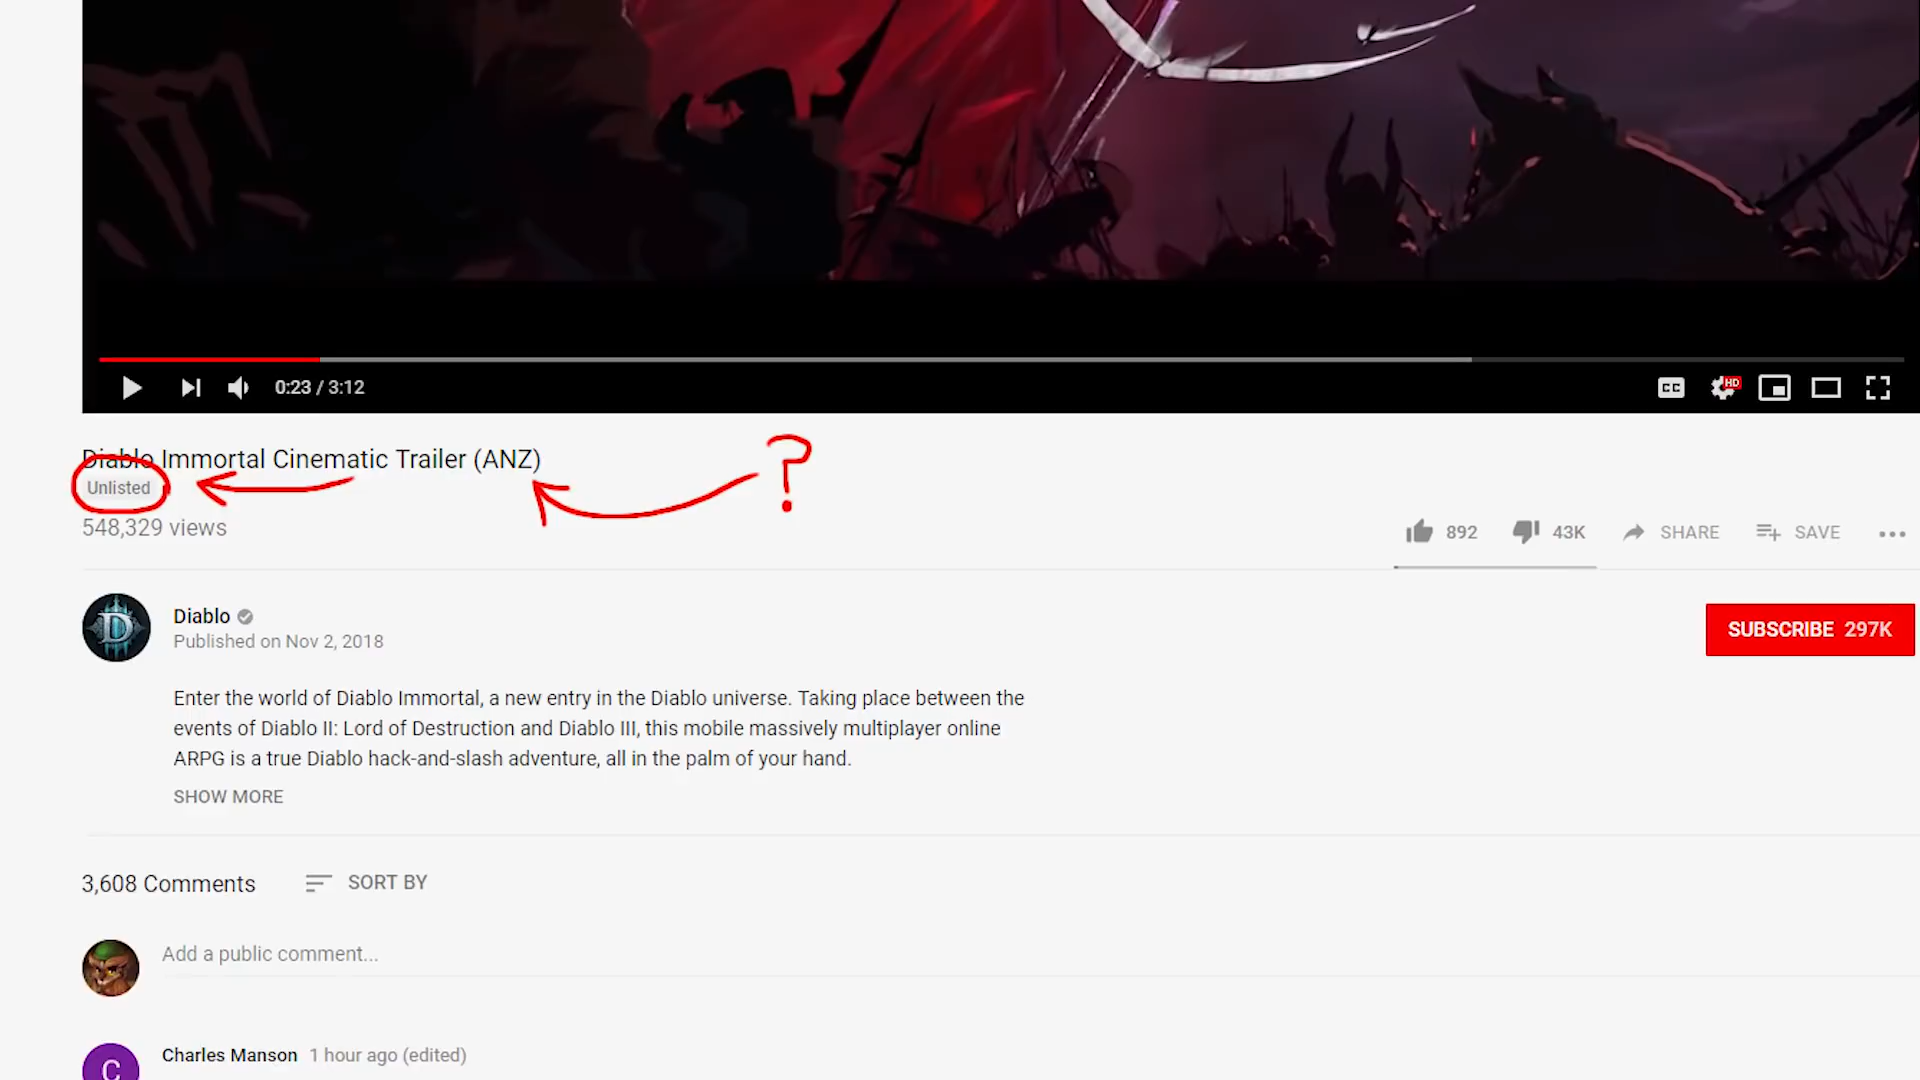 0:23 / 3:12
CC
HD
Diablo Immortal Cinematic Trailer (ANZ)
?
Unlisted
548,329 views
892
43K
SHARE
SAVE
D
Diablo
Published on Nov 2, 2018
SUBSCRIBE 297K
Enter the world of Diablo Immortal, a new entry in the Diablo universe. Taking place between the
events of Diablo II: Lord of Destruction and Diablo III, this mobile massively multiplayer online
ARPG is a true Diablo hack-and-slash adventure, all in the palm of your hand.
SHOW MORE
3,608 Comments
SORT BY
Add a public comment...
C
Charles Manson 1 hour ago (edited)